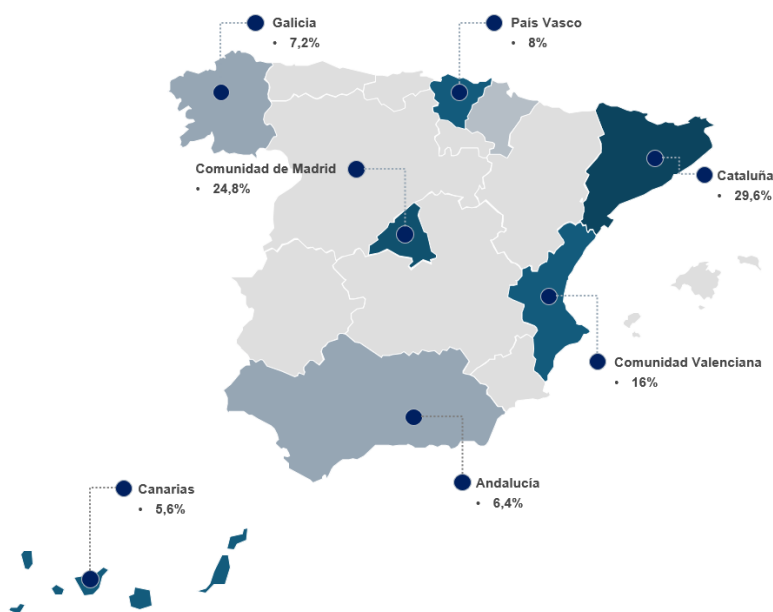 Galicia
• 7,2%
País Vasco
• 8%
Comunidad de Madrid
• 24,8%
Cataluña
• 29,6%
Comunidad Valenciana
• 16%
Andalucía
• 6,4%
Canarias
• 5,6%